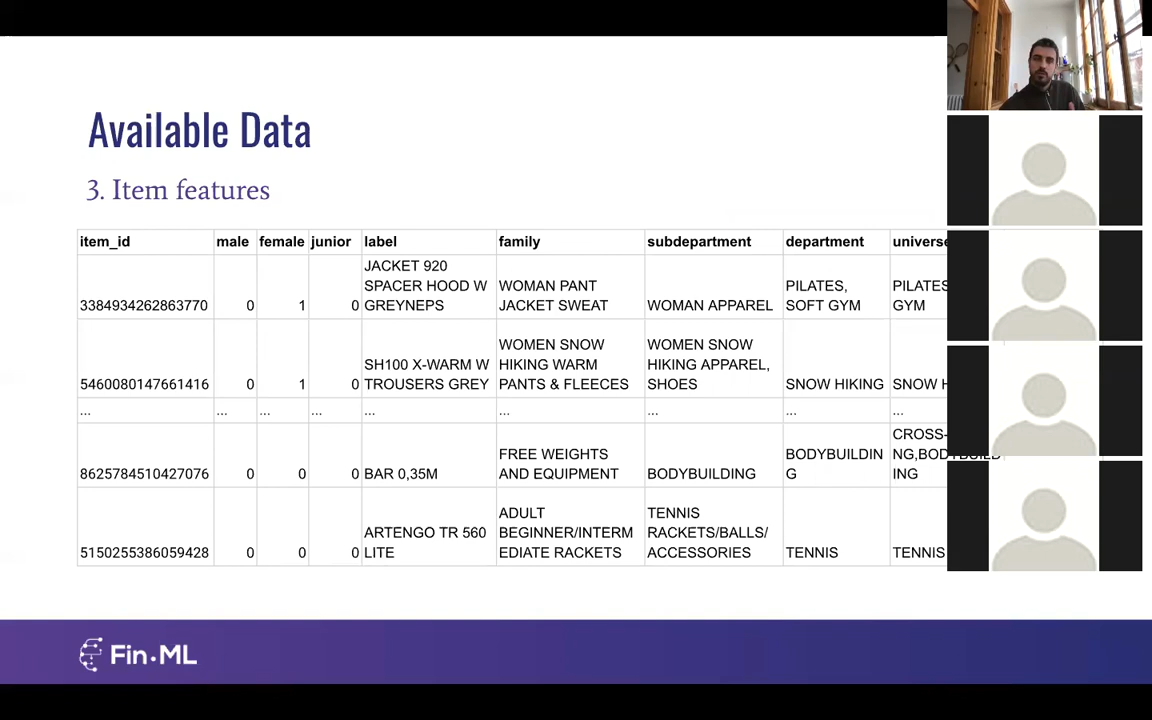 Available Data
3. Item features
item_id male female junior label family subdepartment department universe
JACKET 920
SPACER HOOD W WOMAN PANT PILATES, PILATES
3384934262863770 0 1 0 GREYNEPS JACKET SWEAT WOMAN APPAREL SOFT GYM GYM
WOMEN SNOW WOMEN SNOW
SH100 X-WARM W HIKING WARM HIKING APPAREL,
5460080147661416 0 1 0 TROUSERS GREY PANTS & FLEECES SHOES SNOW HIKING SNOW
... ... ... ... ... ... ... ... ...
CROSS-
FREE WEIGHTS BODYBUILDIN NG,BODYBUILD
8625784510427076 0 0 0 BAR 0,35M AND EQUIPMENT BODYBUILDING G ING
ADULT TENNIS
ARTENGO TR 560 BEGINNER/INTERM RACKETS/BALLS/
5150255386059428 0 0 0 LITE EDIATE RACKETS ACCESSORIES TENNIS TENNIS
Fin·ML